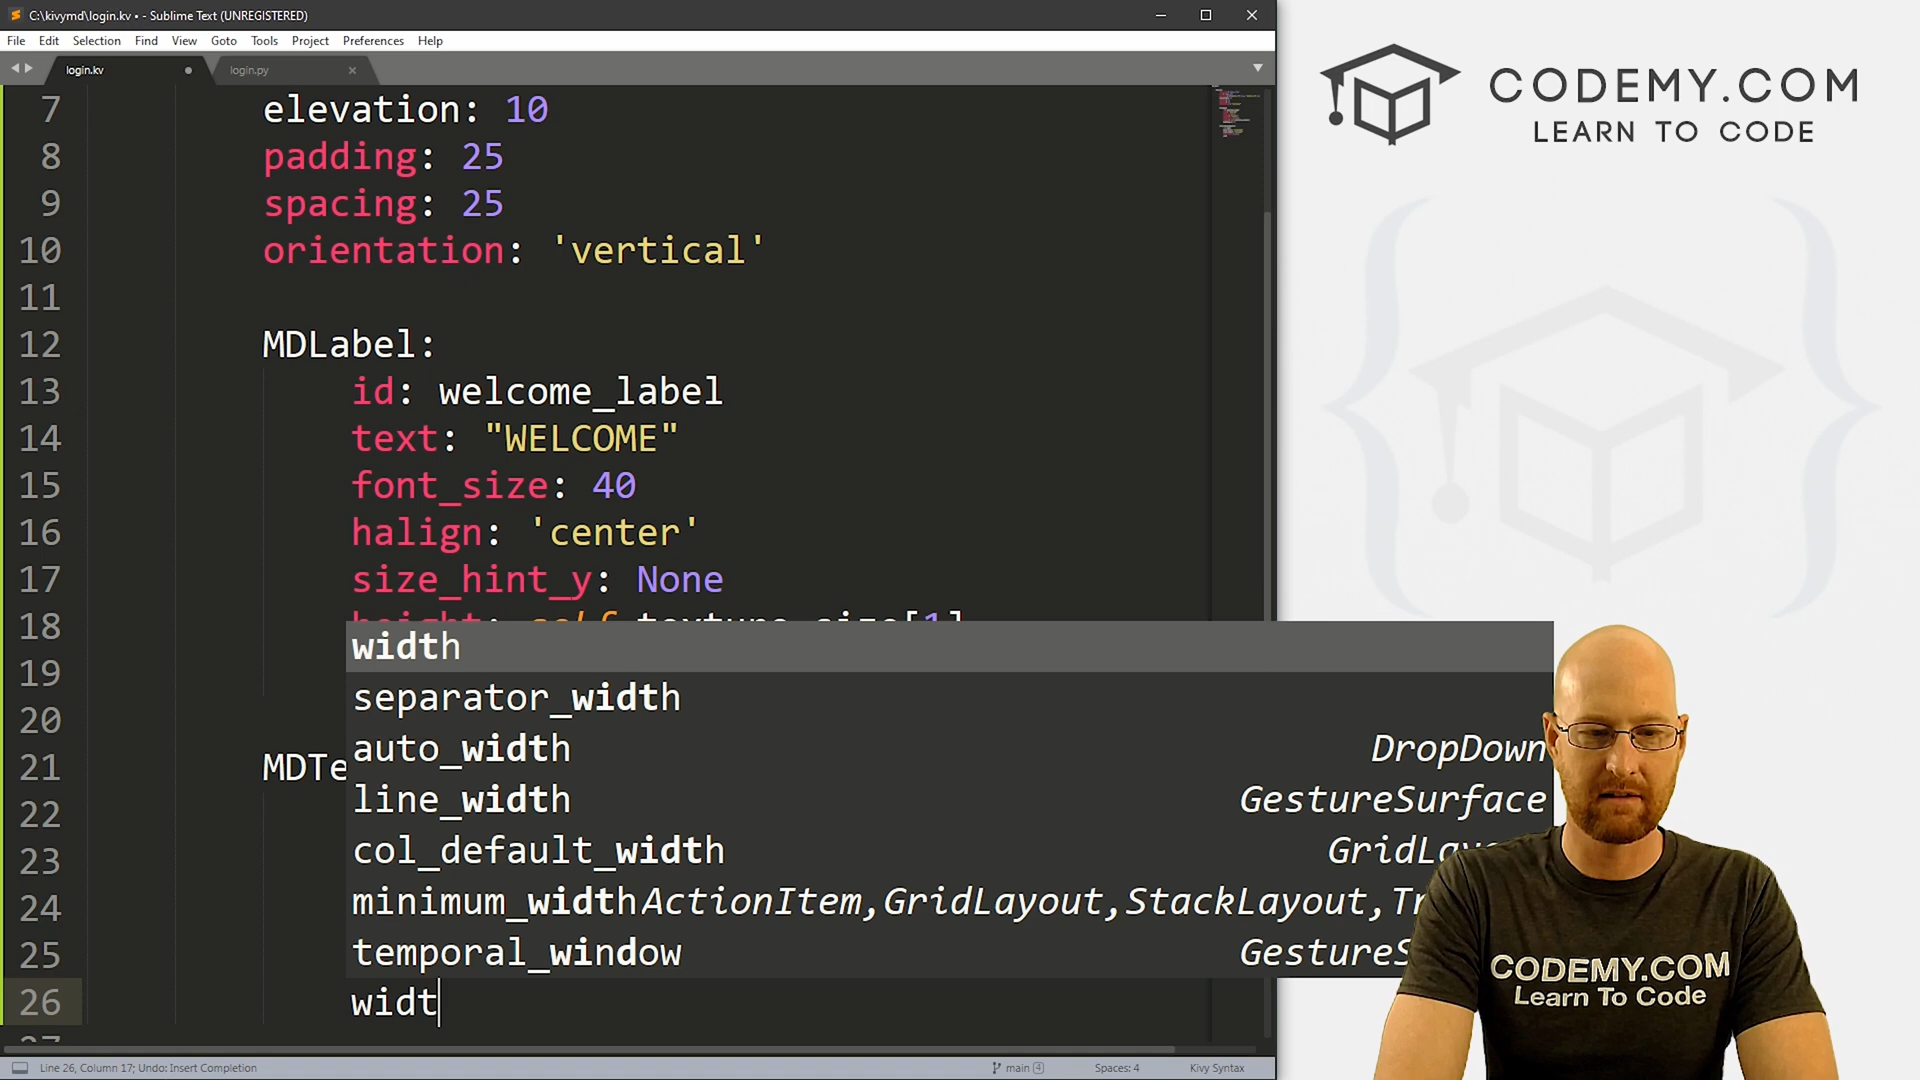 C:\kivymd\login.kv • - Sublime Text (UNREGISTERED)
File Edit Selection Find View Goto Tools Project Preferences Help
login.kv login.py
7 elevation: 10
8 padding: 25
9 spacing: 25
10 orientation: 'vertical'
11
12 MDLabel:
13 id: welcome_label
14 text: "WELCOME"
15 font_size: 40
16 halign: 'center'
17 size_hint_y: None
18
width
19
separator_width
20
auto_width DropDown
21 MDTe
line_width GestureSurface
22
col_default_width
23
minimum_width ActionItem,GridLayout,StackLayout,
24
temporal_window
25
26 widt
Line 26, Column 17; Undo: Insert Completion main 4 Spaces: 4 Kivy Syntax
CODEMY.COM
LEARN TO CODE
CODEMY.COM
Learn To Code